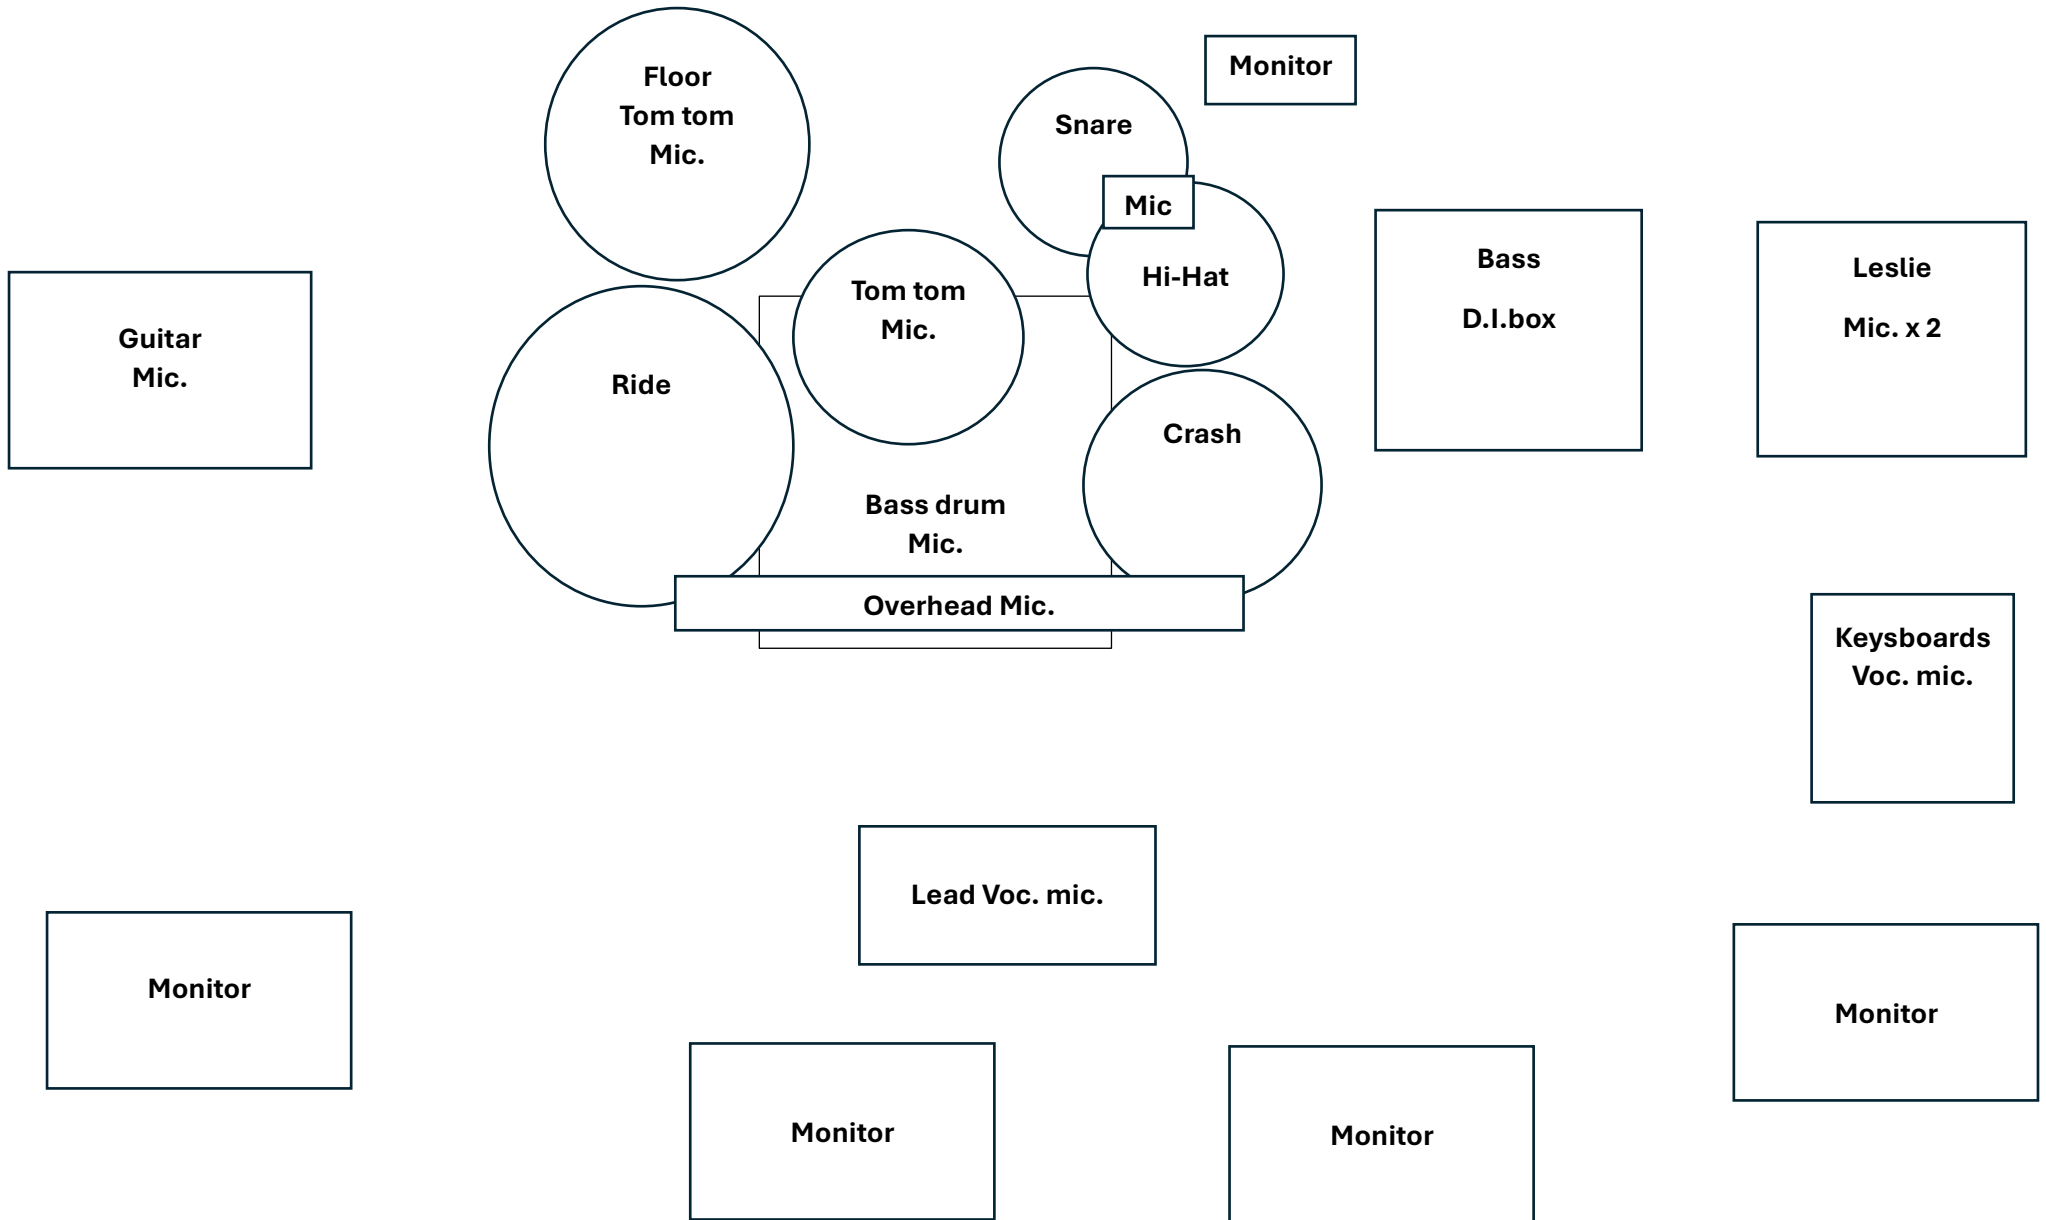 Floor
Tom tom
Mic.
Monitor
Snare
Mic
Hi-Hat
Bass
D.I.box
Leslie
Mic. x 2
Guitar
Mic.
Tom tom
Mic.
Ride
Crash
Bass drum
Mic.
Overhead Mic.
Keysboards
Voc. mic.
Lead Voc. mic.
Monitor
Monitor
Monitor
Monitor